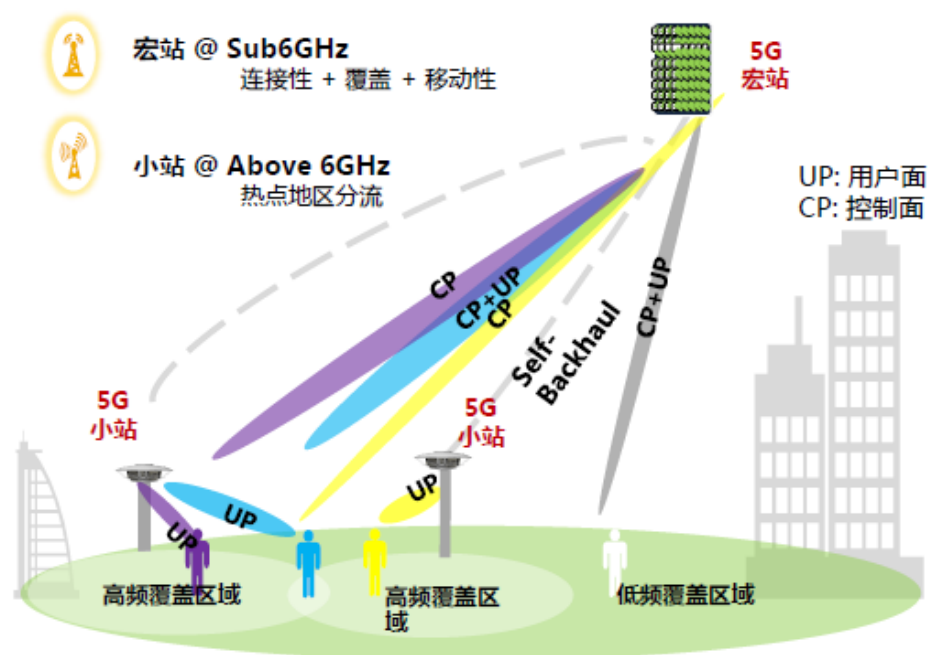 宏站 @ Sub6GHz
连接性 + 覆盖 + 移动性
5G
宏站
小站 @ Above 6GHz
热点地区分流
UP: 用户面
CP: 控制面
CP
CP+UP
CP
Self-
Backhaul
CP+UP
5G
小站
5G
小站
UP
UP
UP
高频覆盖区域
高频覆盖区
域
低频覆盖区域